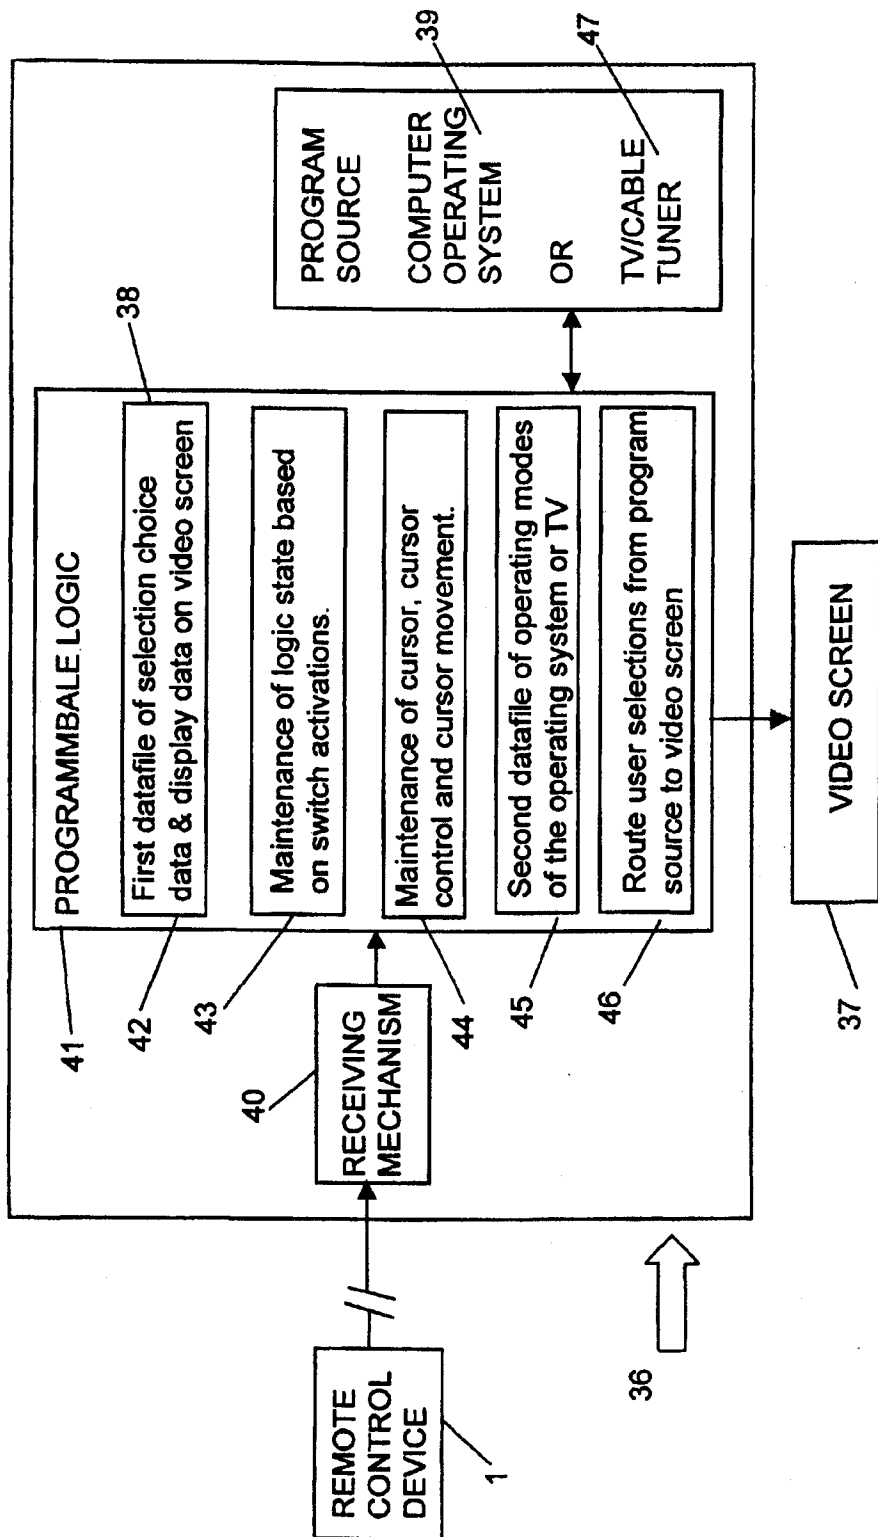 REMOTE
CONTROL
DEVICE
1
36
40
RECEIVING
MECHANISM
41
PROGRAMMBALE LOGIC
38
42
First datafile of selection choice
data & display data on video screen
43
Maintenance of logic state based
on switch activations.
44
Maintenance of cursor, cursor
control and cursor movement.
45
Second datafile of operating modes
of the operating system or TV
46
Route user selections from program
source to video screen
PROGRAM
SOURCE
COMPUTER
OPERATING
SYSTEM
39
OR
TV/CABLE
TUNER
47
VIDEO SCREEN
37